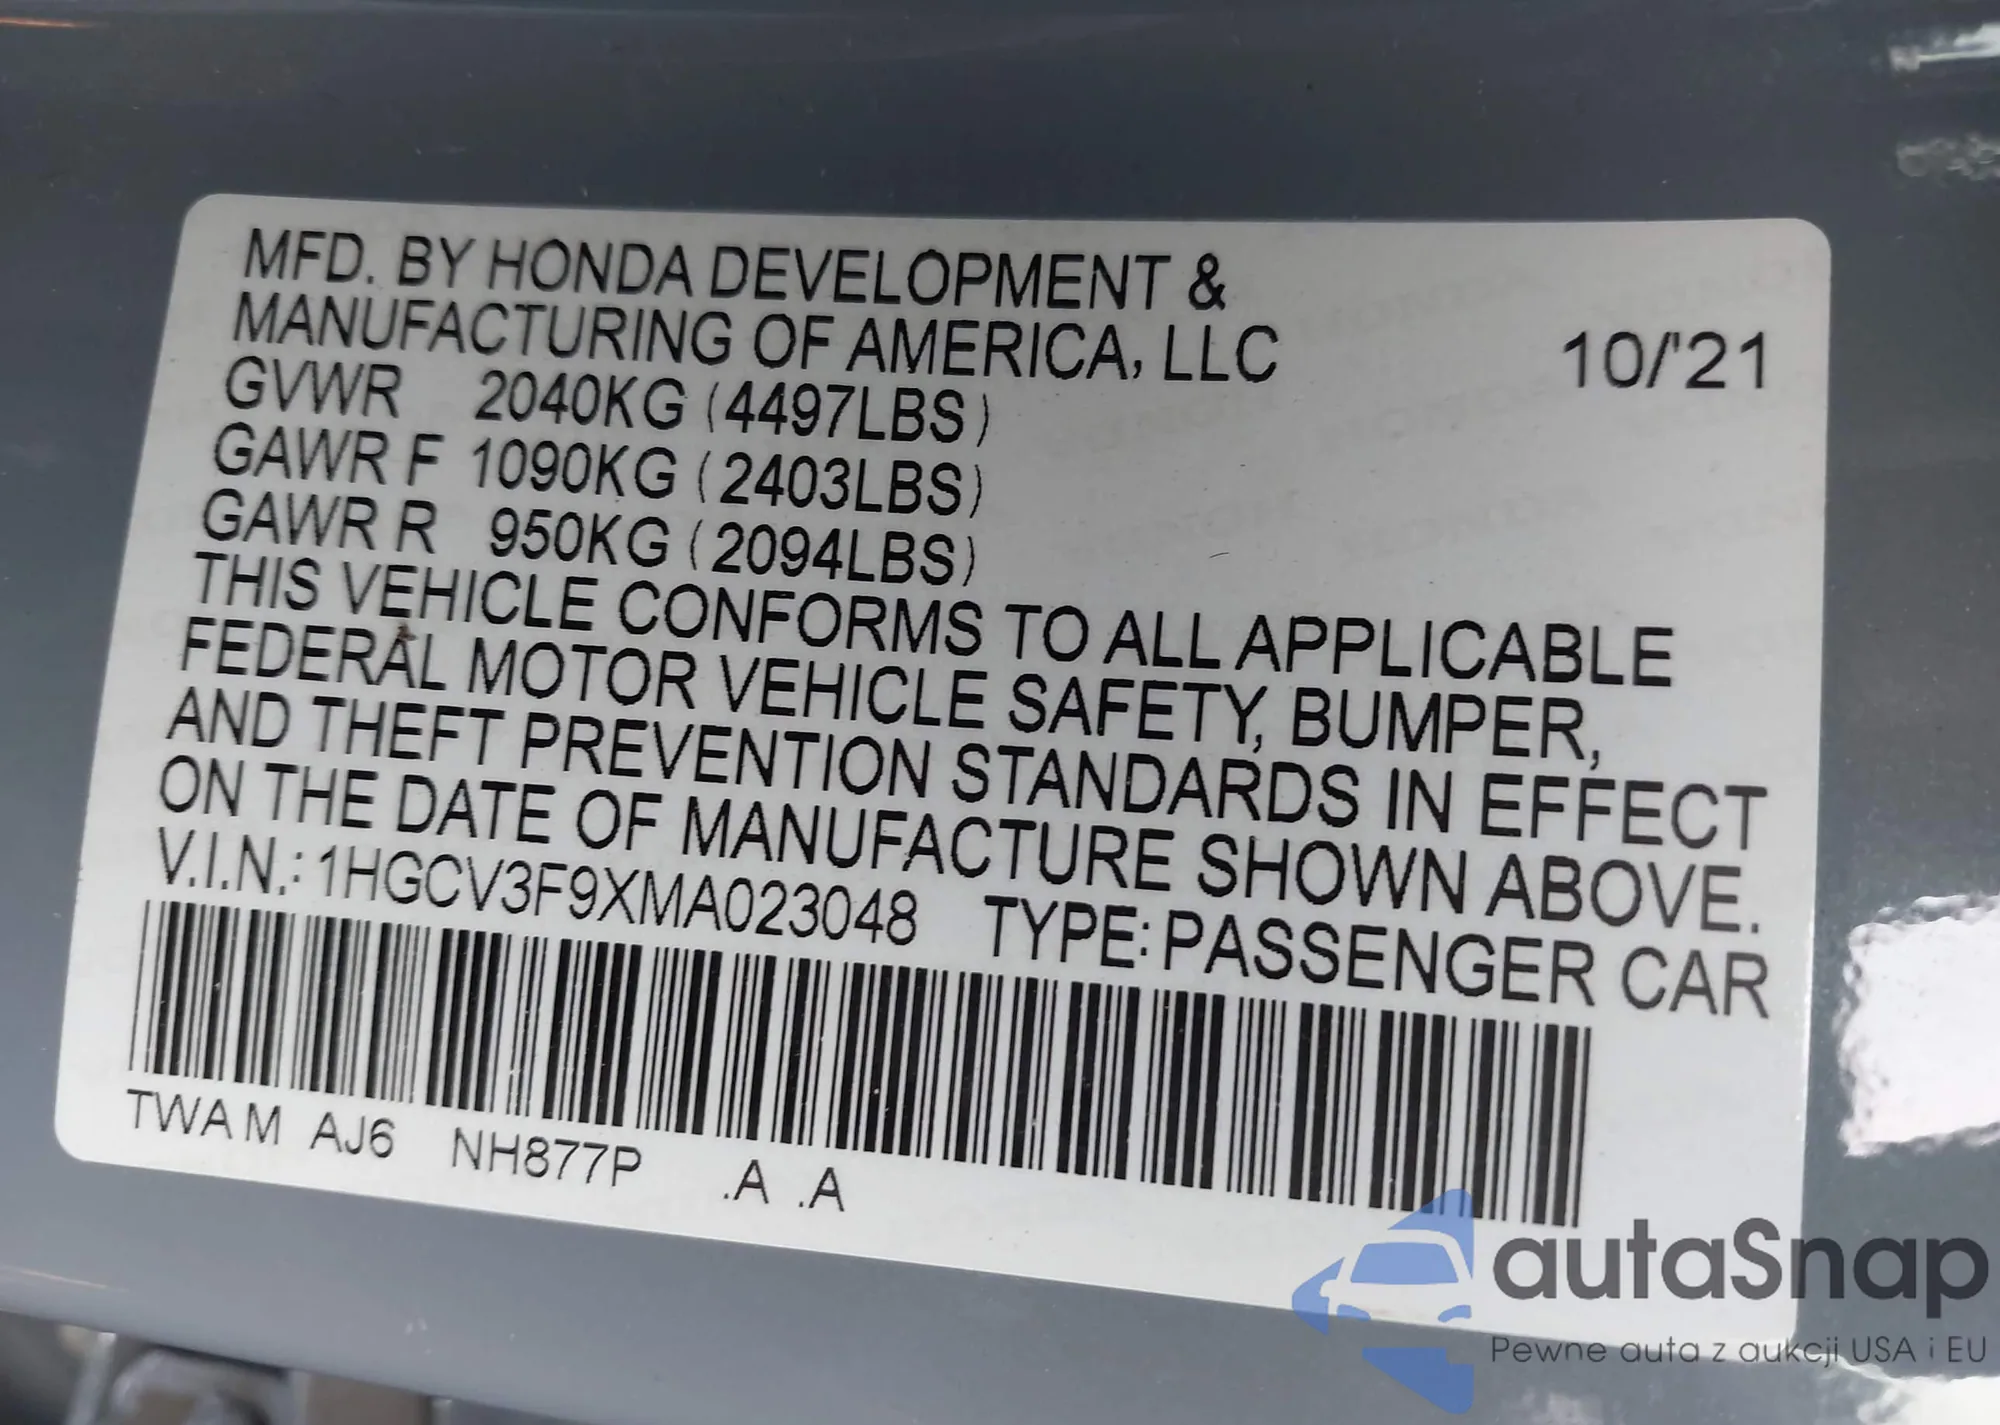 MFD. BY HONDA DEVELOPMENT &
MANUFACTURING OF AMERICA, LLC 10/'21
GVWR 2040KG (4497LBS)
GAWR F 1090KG (2403LBS)
GAWR R 950KG (2094LBS)
THIS VEHICLE CONFORMS TO ALL APPLICABLE
FEDERAL MOTOR VEHICLE SAFETY, BUMPER,
AND THEFT PREVENTION STANDARDS IN EFFECT
ON THE DATE OF MANUFACTURE SHOWN ABOVE.
V.I.N.: 1HGCV3F9XMA023048 TYPE: PASSENGER CAR
TWA M AJ6 NH877P .A .A
autaSnap
Pewne auta z aukcji USA i EU